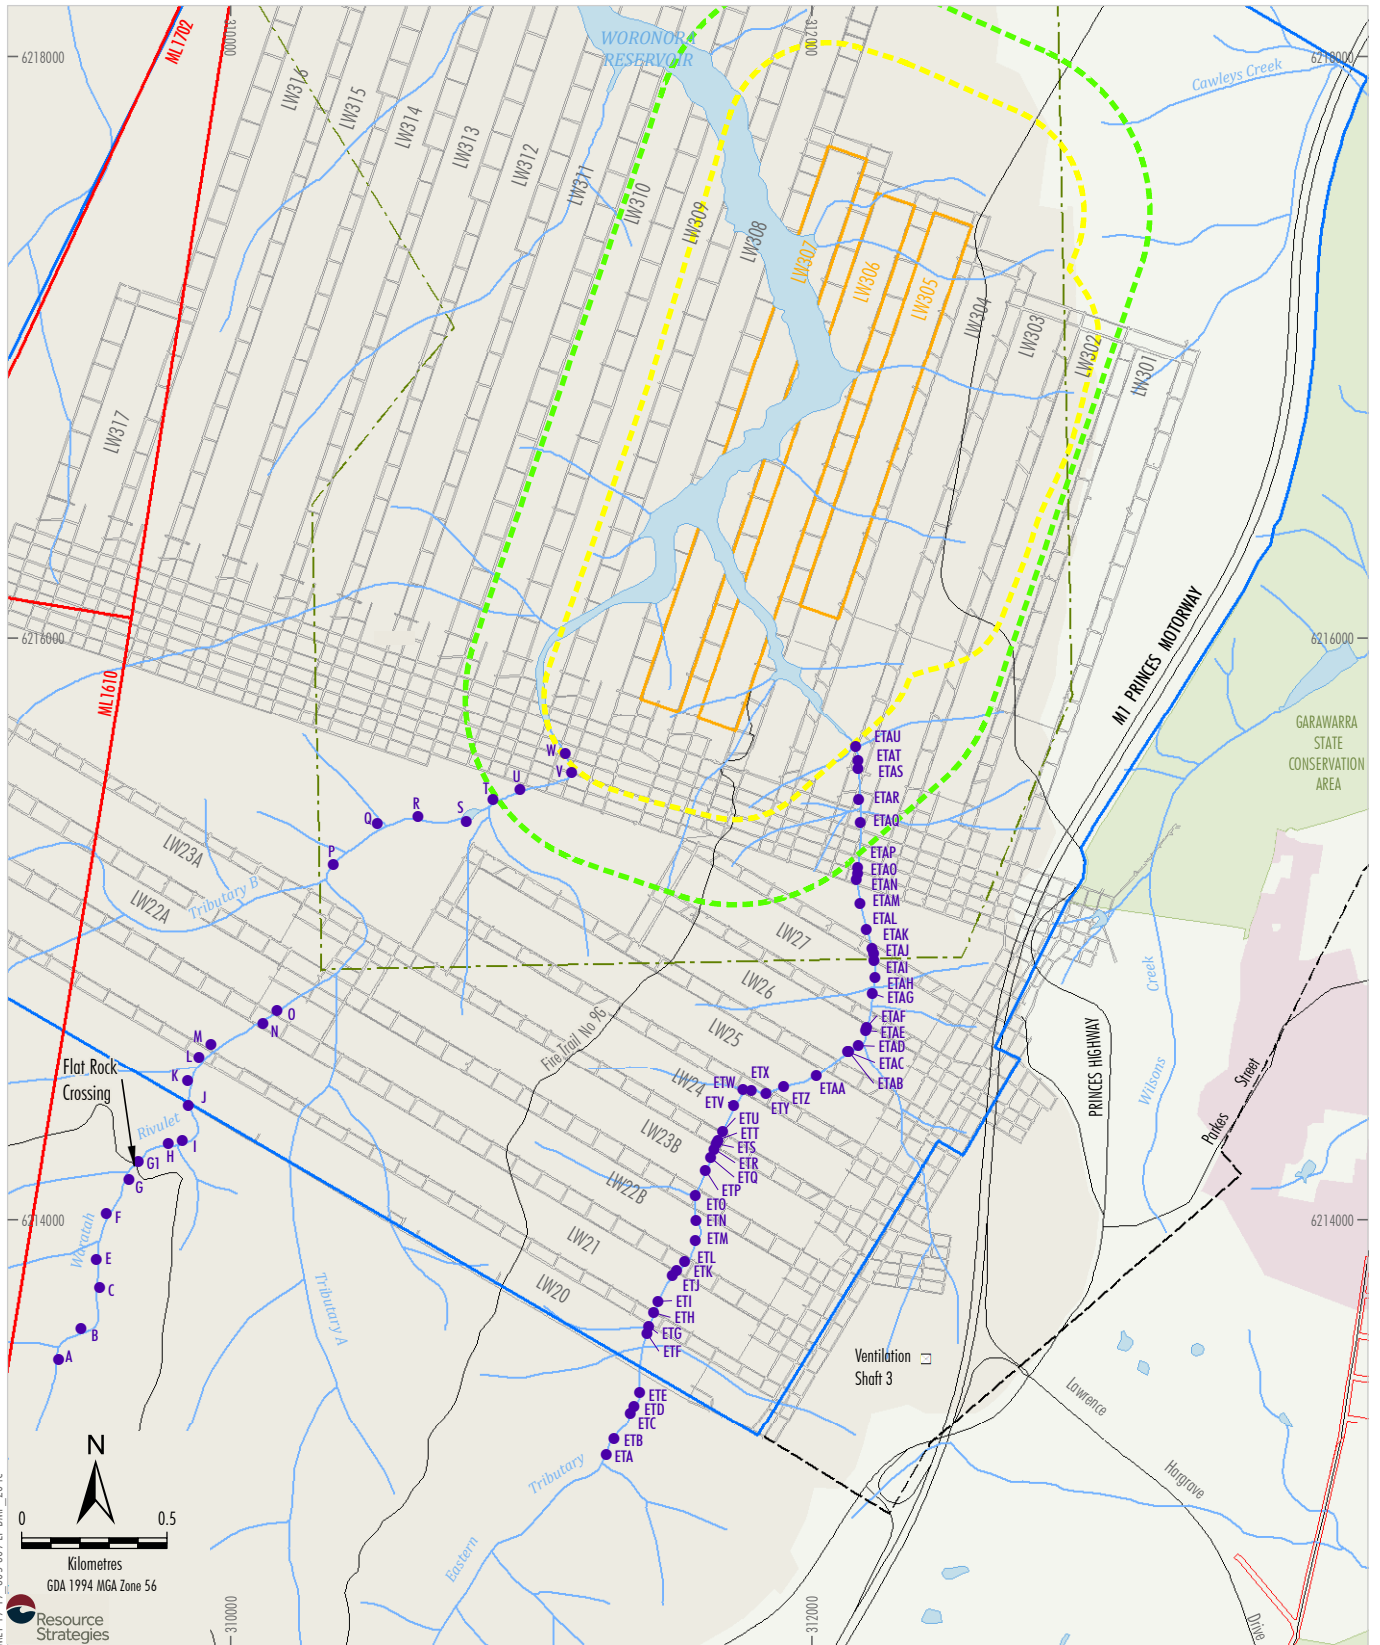 WORONORA
RESERVOIR
ML1702
310000
312000
6218000
6218000
Cawleys Creek
LW316
LW315
LW314
LW313
LW312
LW311
LW310
LW309
LW308
LW307
LW306
LW305
LW304
LW303
LW302
LW301
LW317
M1 PRINCES MOTORWAY
6216000
6216000
ML1610
GARAWARRA
STATE
CONSERVATION
AREA
W
V
U
T
S
R
Q
P
ETAU
ETAT
ETAS
ETAR
ETAQ
ETAP
ETAO
ETAN
ETAM
ETAL
ETAK
ETAJ
ETAI
ETAH
ETAG
ETAF
ETAE
ETAD
ETAC
ETAB
ETAA
LW23A
LW22A
Tributary B
LW27
LW26
LW25
LW24
LW23B
LW22B
LW21
LW20
Fire Trail No 9G
Wilsons
Creek
PRINCES HIGHWAY
Parkes
Street
O
N
M
L
K
J
I
H
G1
G
F
E
C
B
A
Flat Rock
Crossing
Rivulet
Waratah
Tributary A
ETZ
ETY
ETX
ETW
ETV
ETU
ETT
ETS
ETR
ETQ
ETP
ETO
ETN
ETM
ETL
ETK
ETJ
ETI
ETH
ETG
ETF
ETE
ETD
ETC
ETB
ETA
6214000
6214000
Ventilation
Shaft 3
Lawrence
Hargrave
Drive
Eastern
Tributary
N
0
0.5
Kilometres
GDA 1994 MGA Zone 56
310000
312000
Resource
Strategies